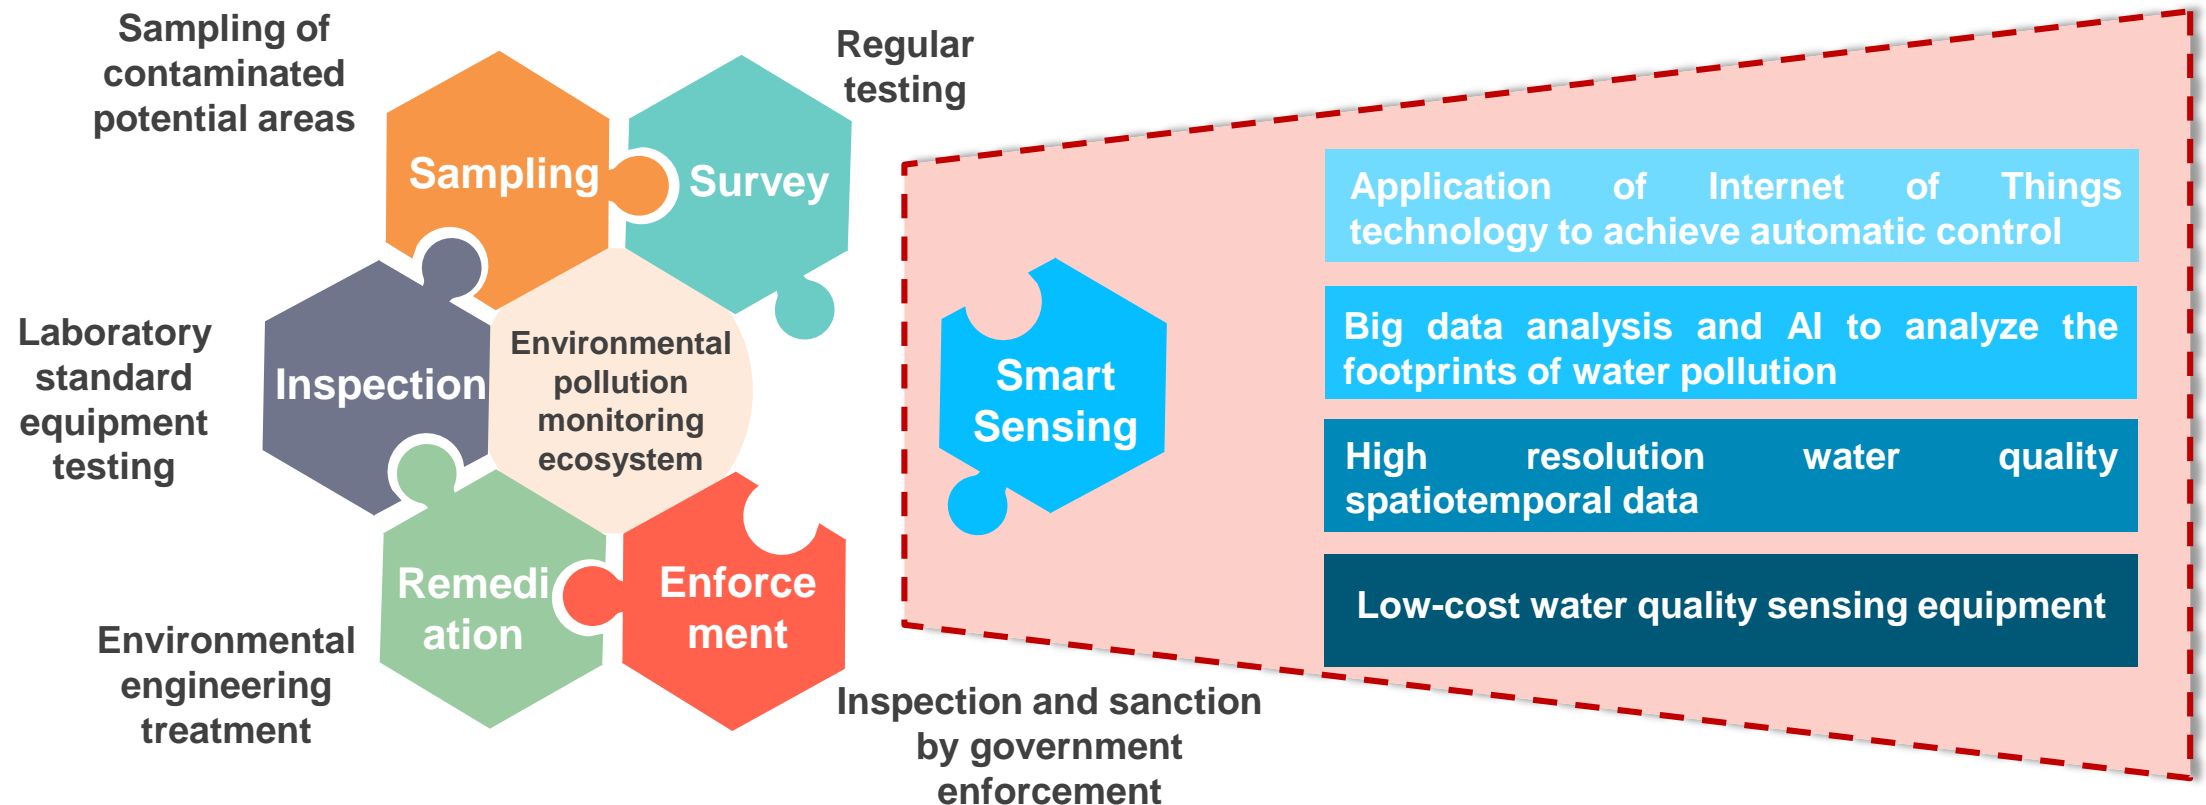 Sampling of
contaminated
potential areas
Regular
testing
Sampling
Survey
Laboratory
standard
equipment
testing
Inspection
Environmental
pollution
monitoring
ecosystem
Remedi
ation
Enforce
ment
Environmental
engineering
treatment
Inspection and sanction
by government
enforcement
Smart
Sensing
Application of Internet of Things
technology to achieve automatic control
Big data analysis and AI to analyze the
footprints of water pollution
High resolution water quality
spatiotemporal data
Low-cost water quality sensing equipment